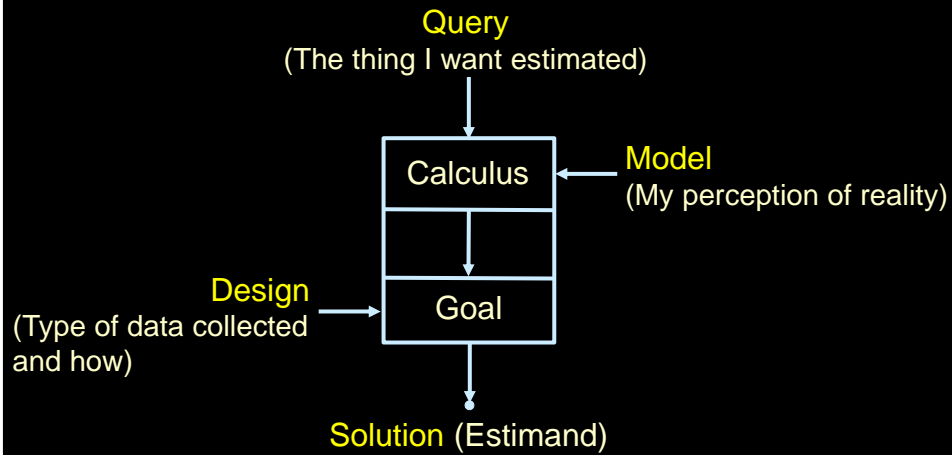 Query
(The thing I want estimated)
Calculus
Model
(My perception of reality)
Design
(Type of data collected
and how)
Goal
Solution (Estimand)